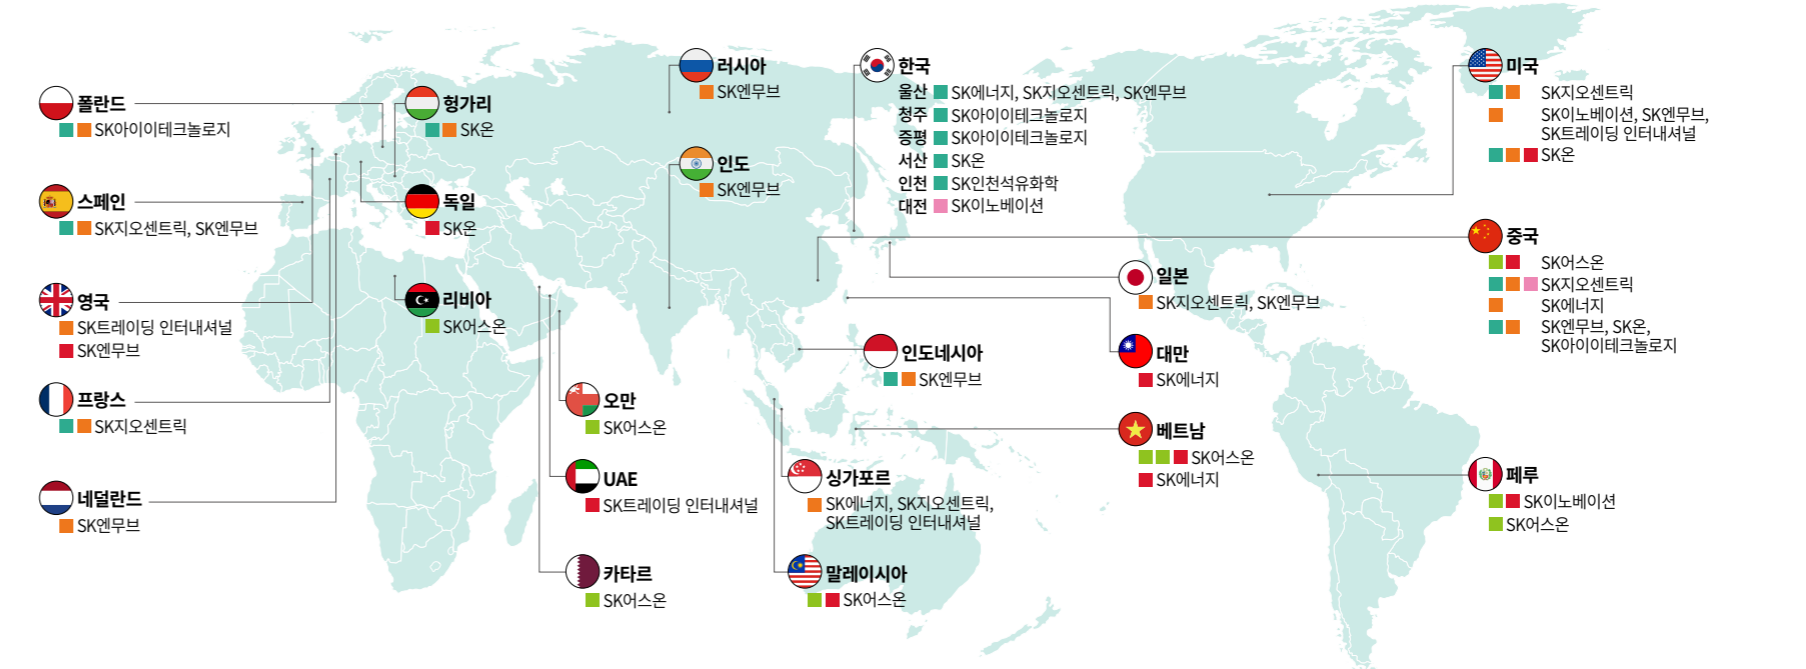 폴란드
SK아이이테크놀로지
스페인
SK지오센트릭, SK엔무브
영국
SK트레이딩 인터내셔널
SK엔무브
프랑스
SK지오센트릭
네덜란드
SK엔무브
헝가리
SK온
독일
SK온
리비아
SK어스온
오만
SK어스온
UAE
SK트레이딩 인터내셔널
카타르
SK어스온
러시아
SK엔무브
인도
SK엔무브
한국
울산 SK에너지, SK지오센트릭, SK엔무브
청주 SK아이이테크놀로지
증평 SK아이이테크놀로지
서산 SK온
인천 SK인천석유화학
대전 SK이노베이션
인도네시아
SK엔무브
싱가포르
SK에너지, SK지오센트릭,
SK트레이딩 인터내셔널
말레이시아
SK어스온
일본
SK지오센트릭, SK엔무브
대만
SK에너지
베트남
SK어스온
SK에너지
미국
SK지오센트릭
SK이노베이션, SK엔무브,
SK트레이딩 인터내셔널
SK온
중국
SK어스온
SK지오센트릭
SK에너지
SK엔무브, SK온,
SK아이이테크놀로지
페루
SK이노베이션
SK어스온